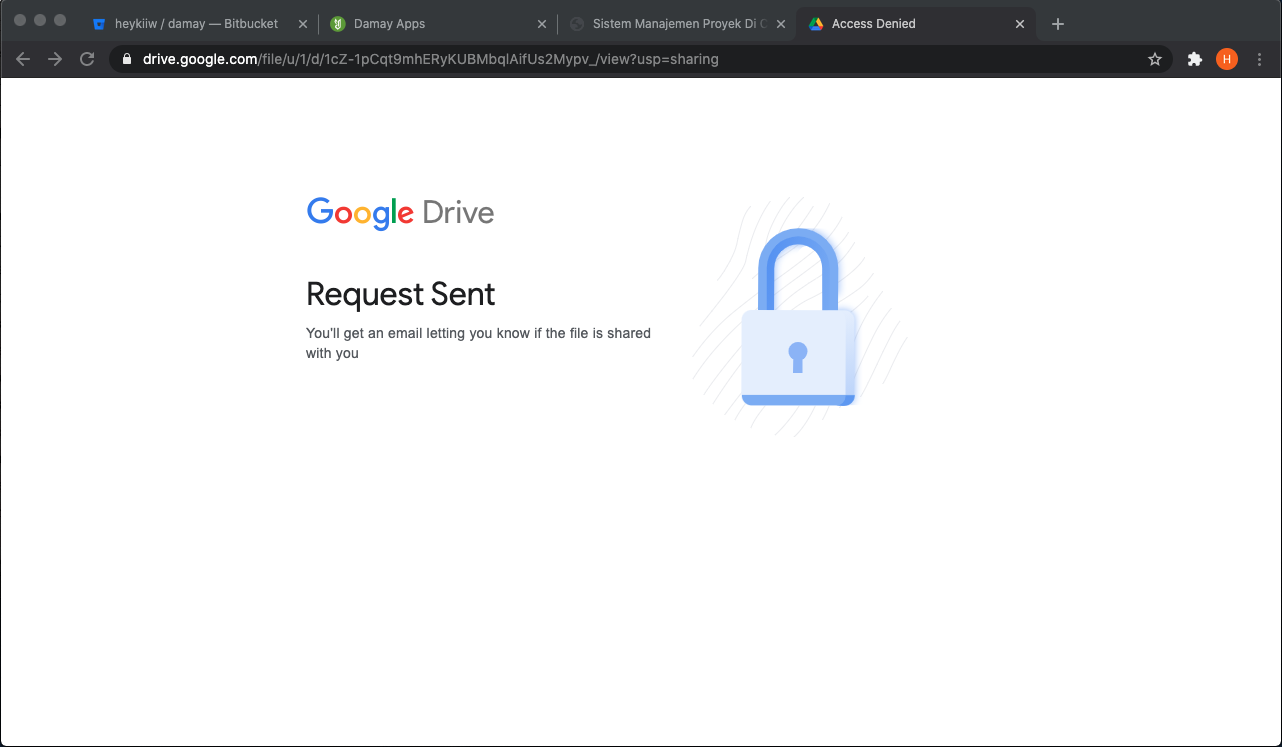 heykiiw / damay — Bitbucket
Damay Apps
Sistem Manajemen Proyek Di
Access Denied
drive.google.com/file/u/1/d/1cZ-1pCqt9mhERyKUBMbqlAifUs2Mypv_/view?usp=sharing
H
Google Drive
Request Sent
You'll get an email letting you know if the file is shared
with you